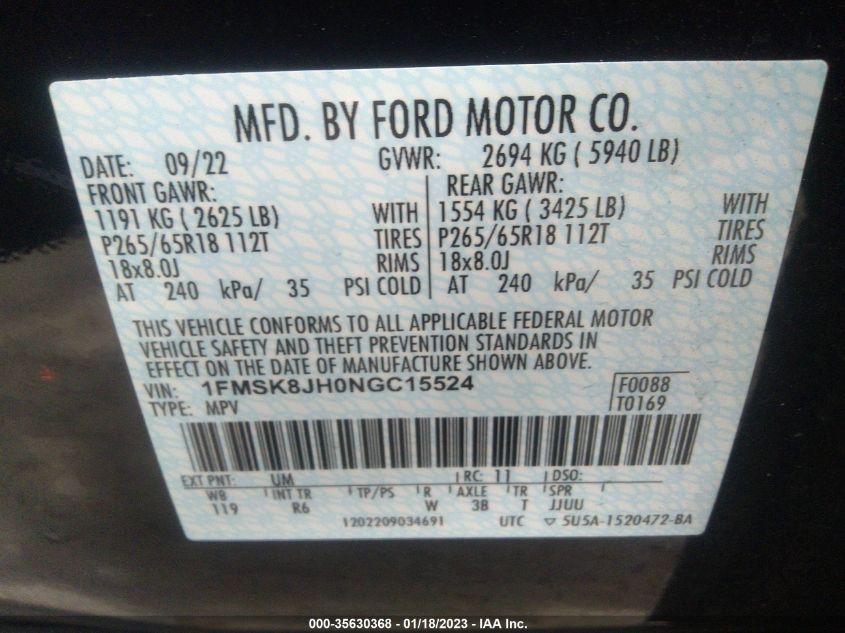 MFD. BY FORD MOTOR CO.
DATE: 09/22 GVWR: 2694 KG ( 5940 LB)
FRONT GAWR: REAR GAWR:
1191 KG ( 2625 LB) WITH 1554 KG ( 3425 LB) WITH
P265/65R18 112T TIRES P265/65R18 112T TIRES
18x8.0J RIMS 18x8.0J RIMS
AT 240 kPa/ 35 PSI COLD AT 240 kPa/ 35 PSI COLD
THIS VEHICLE CONFORMS TO ALL APPLICABLE FEDERAL MOTOR
VEHICLE SAFETY AND THEFT PREVENTION STANDARDS IN
EFFECT ON THE DATE OF MANUFACTURE SHOWN ABOVE.
VIN: 1FMSK8JH0NGC15524 F0088
TYPE: MPV T0169
EXT PNT: UM RC: 11 DSO:
WB INT TR TP/PS R AXLE TR SPR
119 R6 W 38 T JJUU
1202209034691 UTC ▽ 5U5A-1520472-BA
000-35630368 - 01/18/2023 - IAA Inc.